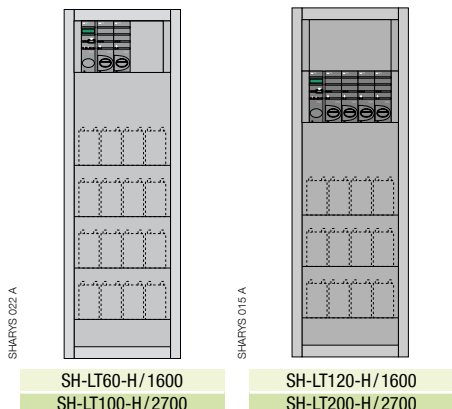 SHARYS 022 A
SH-LT60-H/1600
SH-LT100-H/2700
SHARYS 015 A
SH-LT120-H/1600
SH-LT200-H/2700